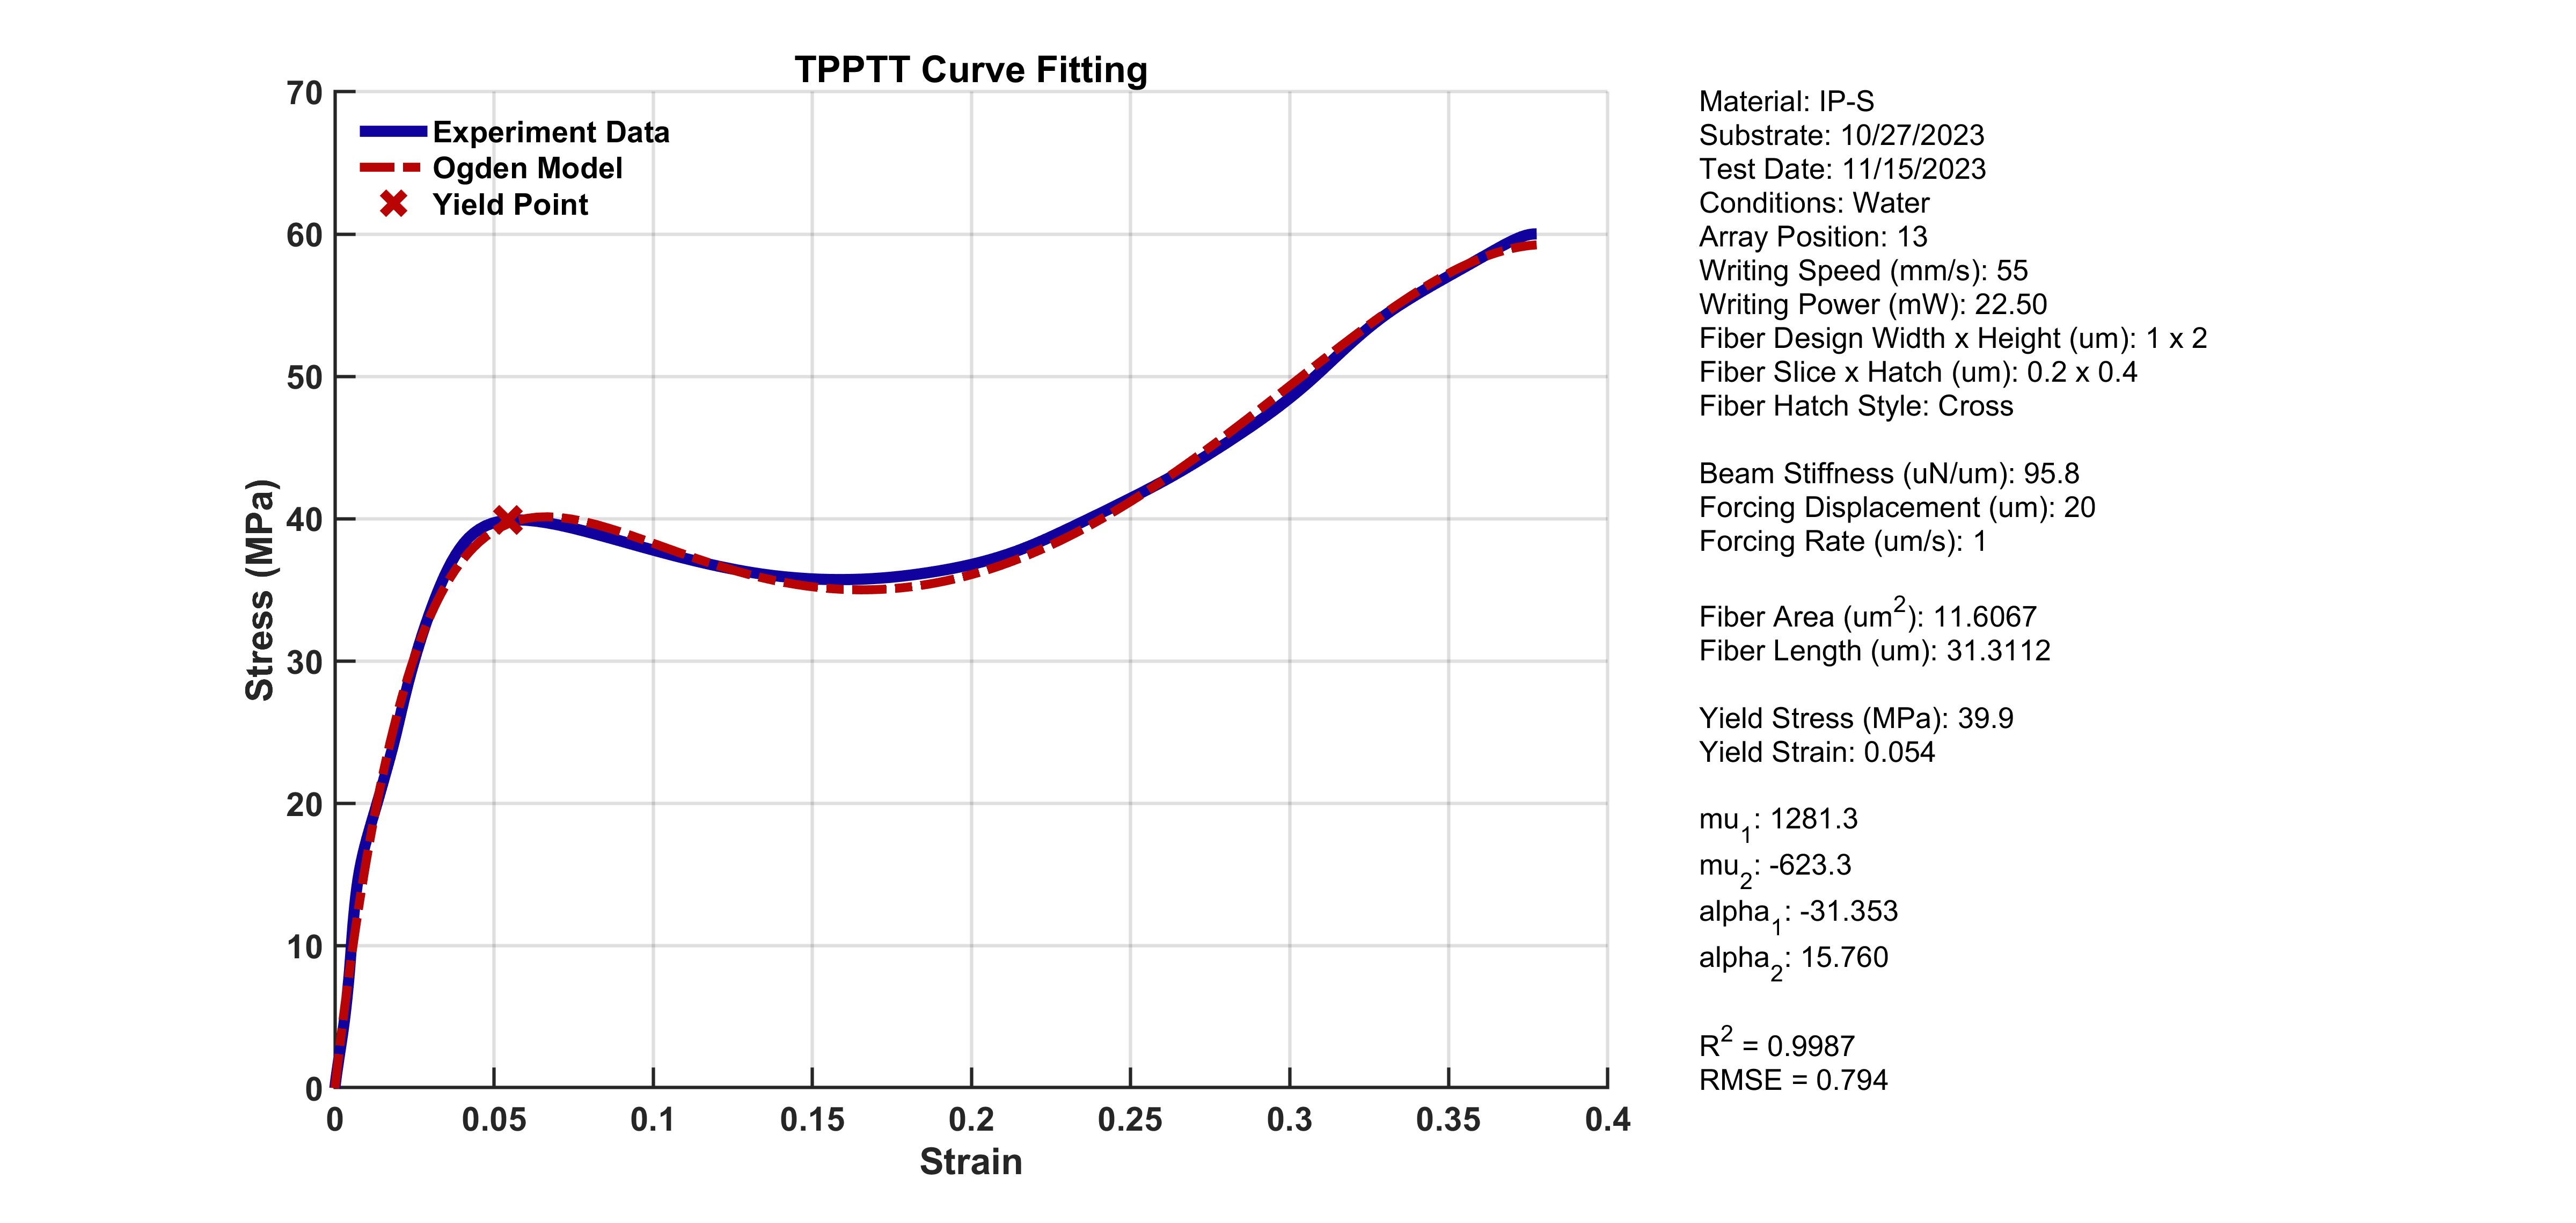 TPPTT Curve Fitting
70
60
50
40
30
20
10
0
Stress (MPa)
Experiment Data
Ogden Model
Yield Point
0 0.05 0.1 0.15 0.2 0.25 0.3 0.35 0.4
Strain
Material: IP-S
Substrate: 10/27/2023
Test Date: 11/15/2023
Conditions: Water
Array Position: 13
Writing Speed (mm/s): 55
Writing Power (mW): 22.50
Fiber Design Width x Height (um): 1 x 2
Fiber Slice x Hatch (um): 0.2 x 0.4
Fiber Hatch Style: Cross
Beam Stiffness (uN/um): 95.8
Forcing Displacement (um): 20
Forcing Rate (um/s): 1
Fiber Area (um²): 11.6067
Fiber Length (um): 31.3112
Yield Stress (MPa): 39.9
Yield Strain: 0.054
mu₁: 1281.3
mu₂: -623.3
alpha₁: -31.353
alpha₂: 15.760
R² = 0.9987
RMSE = 0.794